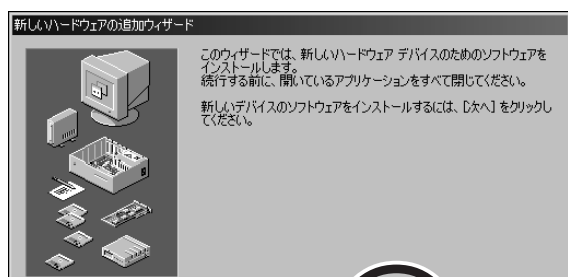 新しいハードウェアの追加ウィザード
このウィザードでは、新しいハードウェア デバイスのためのソフトウェアを
インストールします。
続行する前に、開いているアプリケーションをすべて閉じてください。
新しいデバイスのソフトウェアをインストールするには、[次へ] をクリックし
てください。